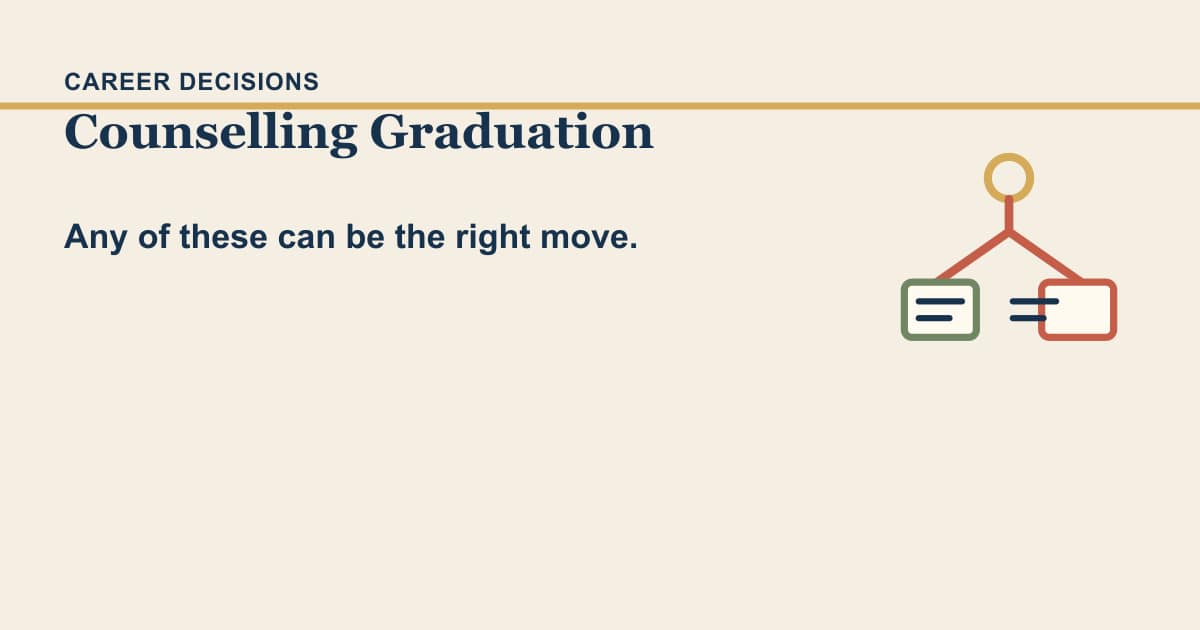 CAREER DECISIONS
Counselling Graduation
Any of these can be the right move.